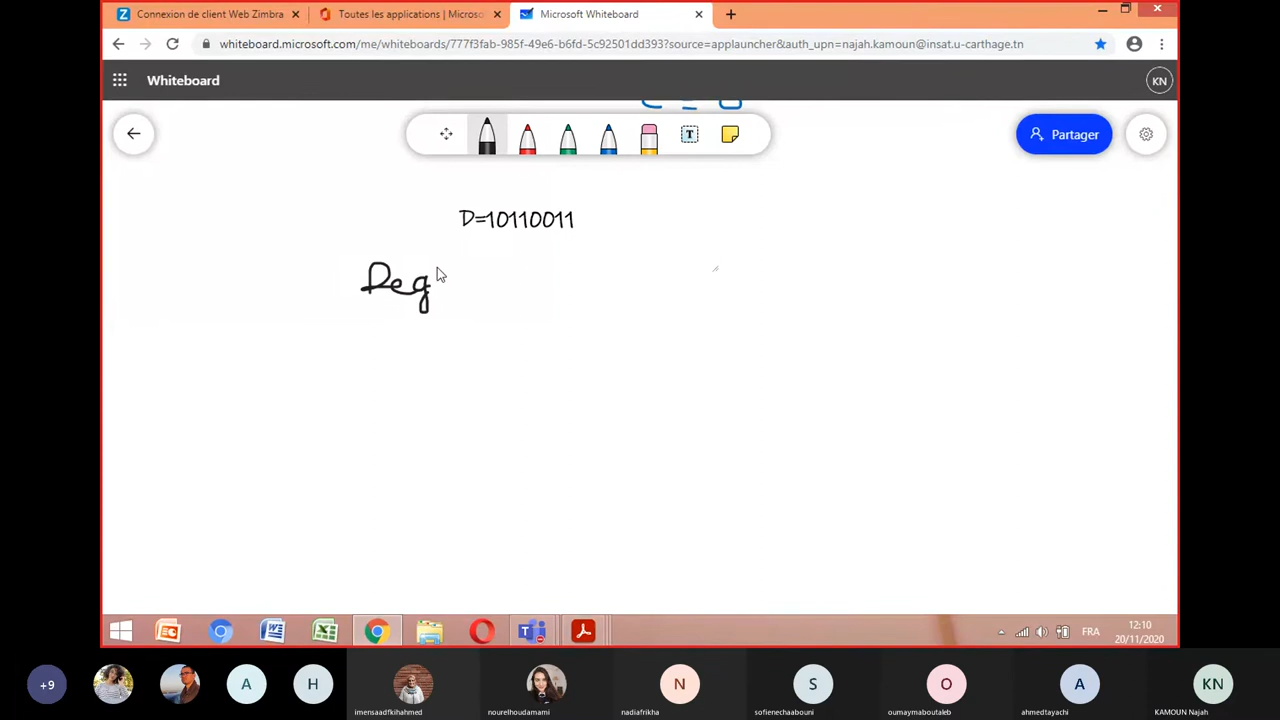 Connexion de client Web Zimbra
Toutes les applications | Microso
Microsoft Whiteboard
whiteboard.microsoft.com/me/whiteboards/777f3fab-985f-49e6-b6fd-5c92501dd393?source=applauncher&auth_upn=najah.kamoun@insat.u-carthage.tn
Whiteboard
KN
T
Partager
D=10110011
Deg
FRA
12:10
20/11/2020
+9
A
H
N
S
O
A
KN
imensaadfkihahmed
nourelhoudamami
nadiafrikha
sofienechaabouni
oumaymaboutaleb
ahmedtayachi
KAMOUN Najah